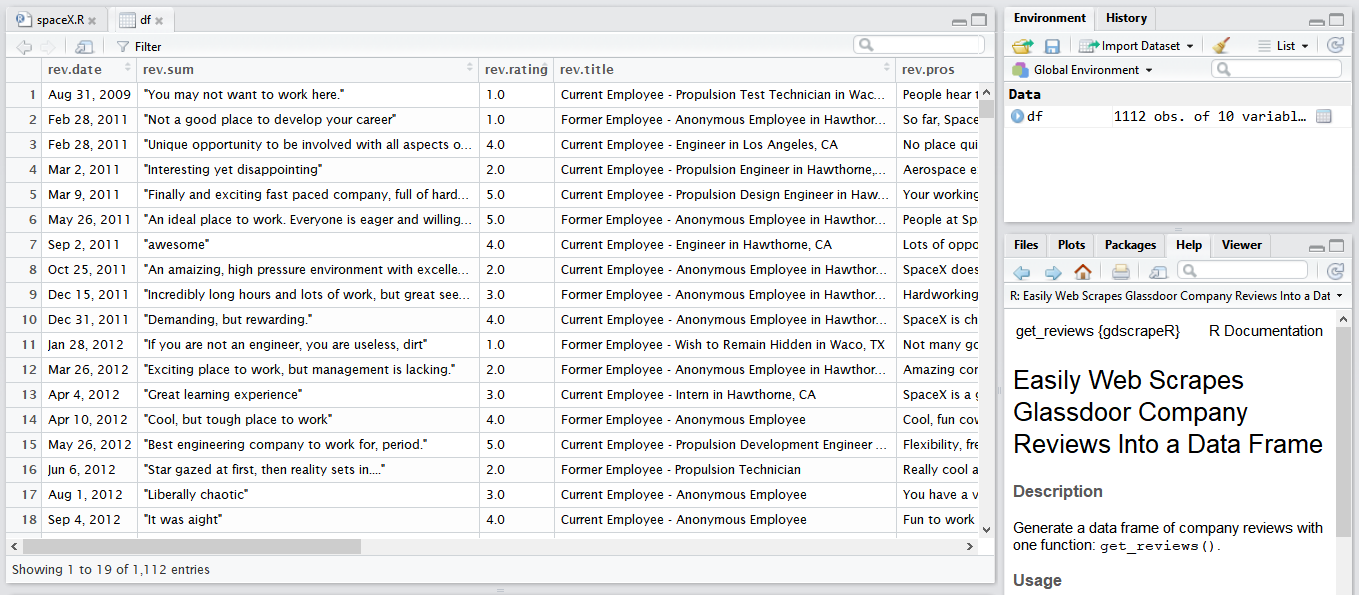 spaceX.R df
Filter
rev.date rev.sum rev.rating rev.title rev.pros
1 Aug 31, 2009 "You may not want to work here." 1.0 Current Employee - Propulsion Test Technician in Wac... People hear t
2 Feb 28, 2011 "Not a good place to develop your career" 1.0 Former Employee - Anonymous Employee in Hawthor... So far, Space
3 Feb 28, 2011 "Unique opportunity to be involved with all aspects o... 4.0 Current Employee - Engineer in Los Angeles, CA No place qui
4 Mar 2, 2011 "Interesting yet disappointing" 2.0 Current Employee - Propulsion Engineer in Hawthorne,... Aerospace e
5 Mar 9, 2011 "Finally and exciting fast paced company, full of hard... 5.0 Current Employee - Propulsion Design Engineer in Haw... Your working
6 May 26, 2011 "An ideal place to work. Everyone is eager and willing... 5.0 Former Employee - Anonymous Employee in Hawthor... People at Sp
7 Sep 2, 2011 "awesome" 4.0 Current Employee - Engineer in Hawthorne, CA Lots of oppo
8 Oct 25, 2011 "An amaizing, high pressure environment with excelle... 2.0 Current Employee - Anonymous Employee in Hawthor... SpaceX does
9 Dec 15, 2011 "Incredibly long hours and lots of work, but great see... 3.0 Former Employee - Anonymous Employee in Hawthor... Hardworking
10 Dec 31, 2011 "Demanding, but rewarding." 4.0 Current Employee - Anonymous Employee in Hawthor... SpaceX is ch
11 Jan 28, 2012 "If you are not an engineer, you are useless, dirt" 1.0 Former Employee - Wish to Remain Hidden in Waco, TX Not many go
12 Mar 26, 2012 "Exciting place to work, but management is lacking." 2.0 Former Employee - Anonymous Employee in Hawthor... Amazing cor
13 Apr 4, 2012 "Great learning experience" 3.0 Current Employee - Intern in Hawthorne, CA SpaceX is a g
14 Apr 10, 2012 "Cool, but tough place to work" 4.0 Former Employee - Anonymous Employee Cool, fun cov
15 May 26, 2012 "Best engineering company to work for, period." 5.0 Current Employee - Propulsion Development Engineer ... Flexibility, fre
16 Jun 6, 2012 "Star gazed at first, then reality sets in...." 2.0 Former Employee - Propulsion Technician Really cool a
17 Aug 1, 2012 "Liberally chaotic" 3.0 Current Employee - Anonymous Employee You have a v
18 Sep 4, 2012 "It was aight" 4.0 Current Employee - Anonymous Employee Fun to work
Showing 1 to 19 of 1,112 entries
Environment History
Import Dataset List
Global Environment
Data
df 1112 obs. of 10 variabl...
Files Plots Packages Help Viewer
R: Easily Web Scrapes Glassdoor Company Reviews Into a Dat
get_reviews {gdscrapeR} R Documentation
Easily Web Scrapes
Glassdoor Company
Reviews Into a Data Frame
Description
Generate a data frame of company reviews with
one function: get_reviews().
Usage